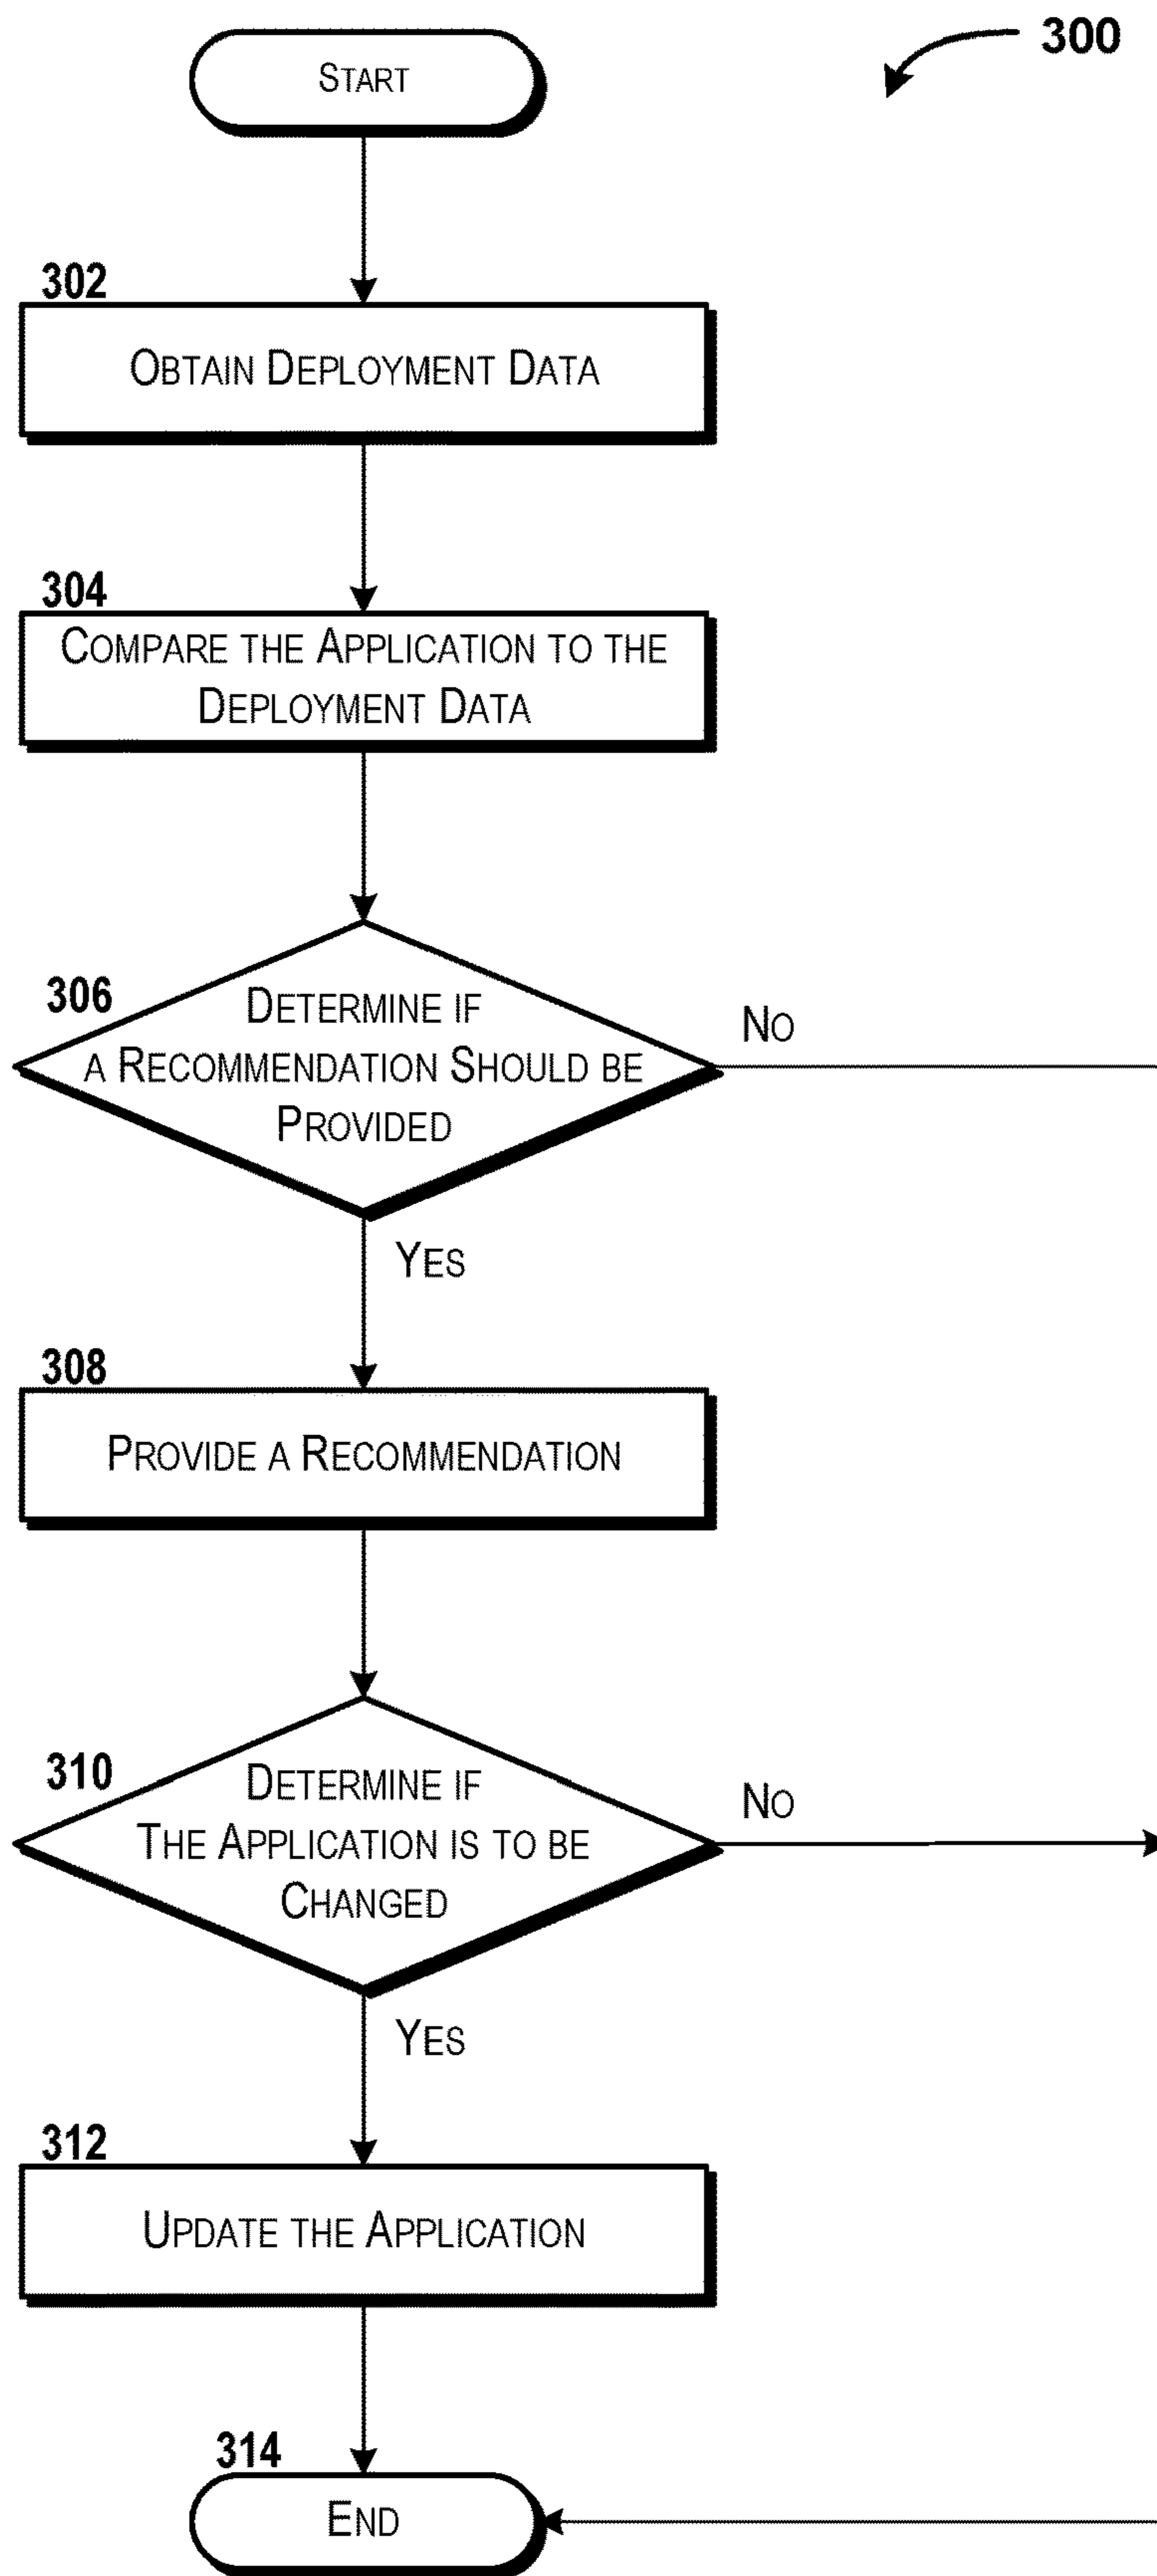 START
300
302
OBTAIN DEPLOYMENT DATA
304
COMPARE THE APPLICATION TO THE
DEPLOYMENT DATA
306
DETERMINE IF
A RECOMMENDATION SHOULD BE
PROVIDED
NO
YES
308
PROVIDE A RECOMMENDATION
310
DETERMINE IF
THE APPLICATION IS TO BE
CHANGED
NO
YES
312
UPDATE THE APPLICATION
314
END